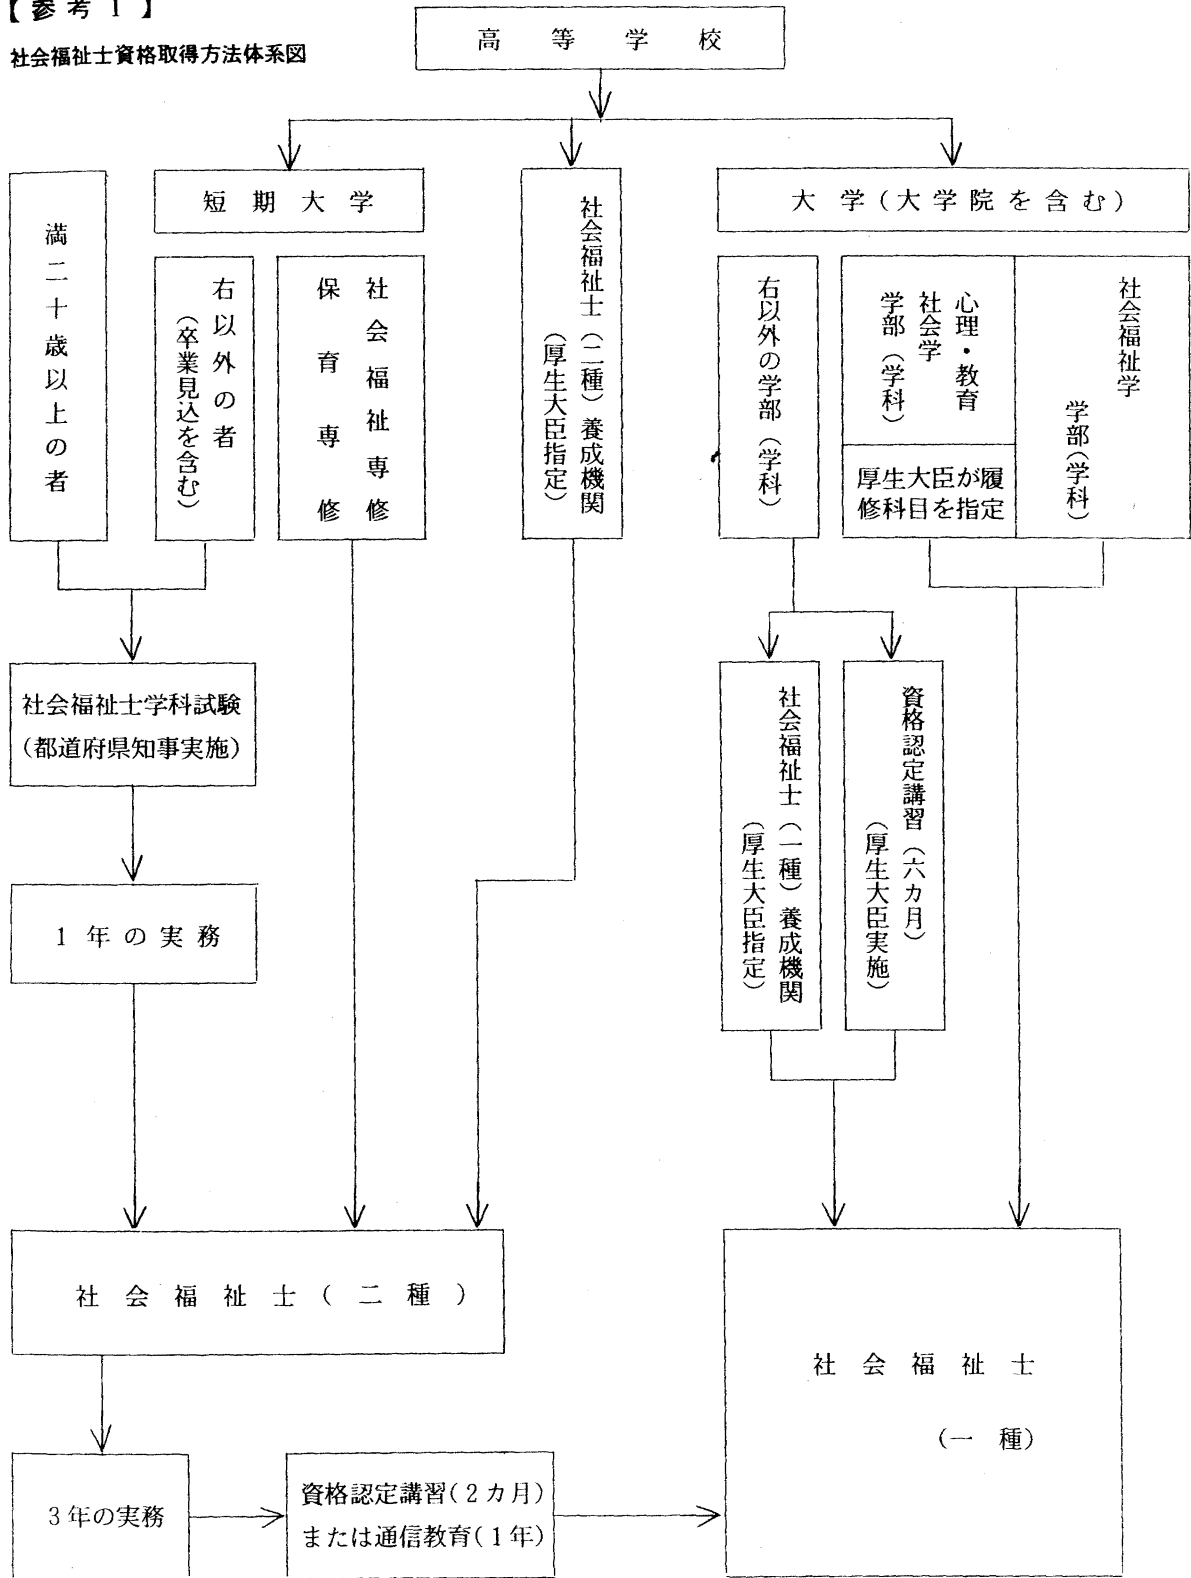 【参考１】
社会福祉士資格取得方法体系図
高等学校
短期大学
大学(大学院を含む)
満二十歳以上の者
右以外の者
(卒業見込を含む)
社会福祉専修
保育専修
社会福祉士（二種）養成機関
（厚生大臣指定）
右以外の学部（学科）
心理・教育
社会学
学部（学科）
厚生大臣が履
修科目を指定
社会福祉学
学部(学科)
社会福祉士学科試験
(都道府県知事実施)
1年の実務
社会福祉士（一種）養成機関
（厚生大臣指定）
資格認定講習（六カ月）
（厚生大臣実施）
社会福祉士(二種)
3年の実務
資格認定講習(2カ月)
または通信教育(1年)
社会福祉士
(一種)